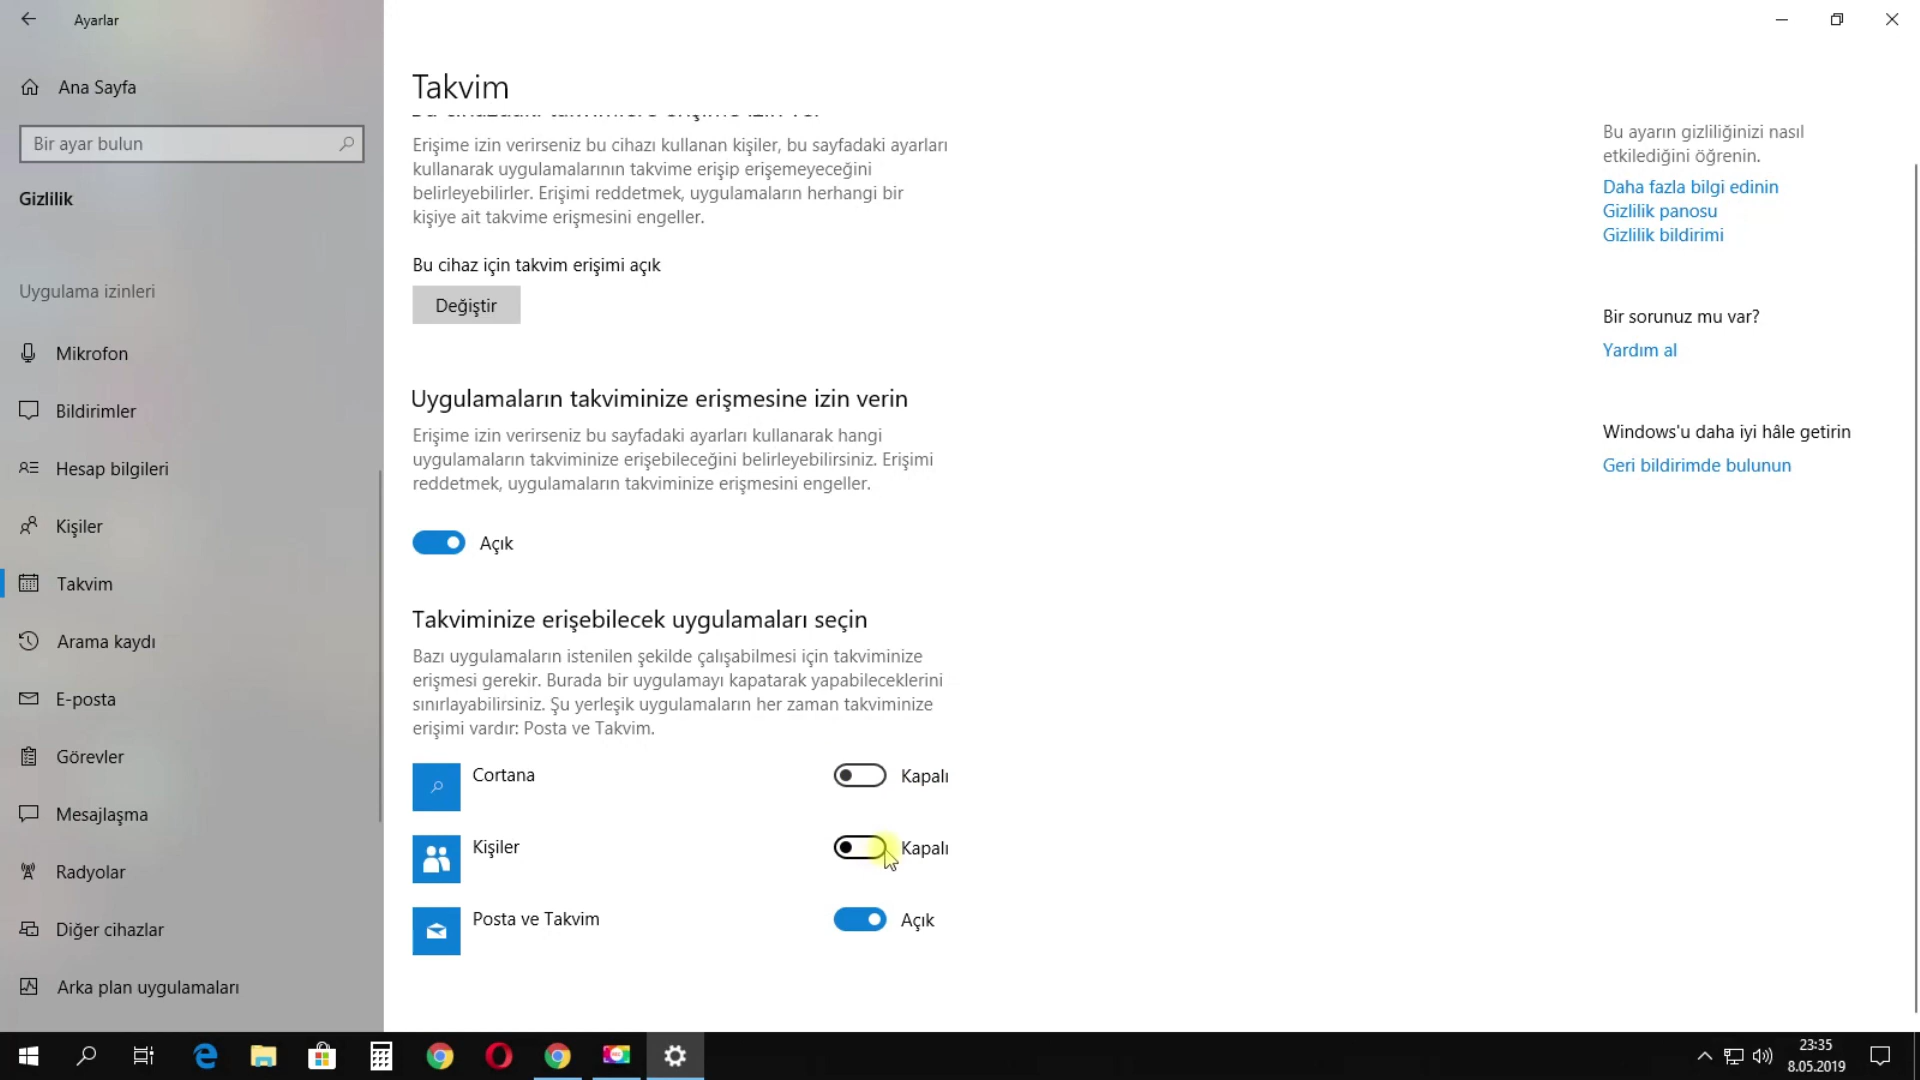 Ayarlar
Ana Sayfa
Bir ayar bulun
Gizlilik
Uygulama izinleri
Mikrofon
Bildirimler
Hesap bilgileri
Kişiler
Takvim
Arama kaydı
E-posta
Görevler
Mesajlaşma
Radyolar
Diğer cihazlar
Arka plan uygulamaları
Takvim
Erişime izin verirseniz bu cihazı kullanan kişiler, bu sayfadaki ayarları
kullanarak uygulamalarının takvime erişip erişemeyeceğini
belirleyebilirler. Erişimi reddetmek, uygulamaların herhangi bir
kişiye ait takvime erişmesini engeller.
Bu cihaz için takvim erişimi açık
Değiştir
Uygulamaların takviminize erişmesine izin verin
Erişime izin verirseniz bu sayfadaki ayarları kullanarak hangi
uygulamaların takviminize erişebileceğini belirleyebilirsiniz. Erişimi
reddetmek, uygulamaların takviminize erişmesini engeller.
Açık
Takviminize erişebilecek uygulamaları seçin
Bazı uygulamaların istenilen şekilde çalışabilmesi için takviminize
erişmesi gerekir. Burada bir uygulamayı kapatarak yapabileceklerini
sınırlayabilirsiniz. Şu yerleşik uygulamaların her zaman takviminize
erişimi vardır: Posta ve Takvim.
Cortana Kapalı
Kişiler Kapalı
Posta ve Takvim Açık
Bu ayarın gizliliğinizi nasıl
etkilediğini öğrenin.
Daha fazla bilgi edinin
Gizlilik panosu
Gizlilik bildirimi
Bir sorunuz mu var?
Yardım al
Windows'u daha iyi hâle getirin
Geri bildirimde bulunun
23:35
8.05.2019